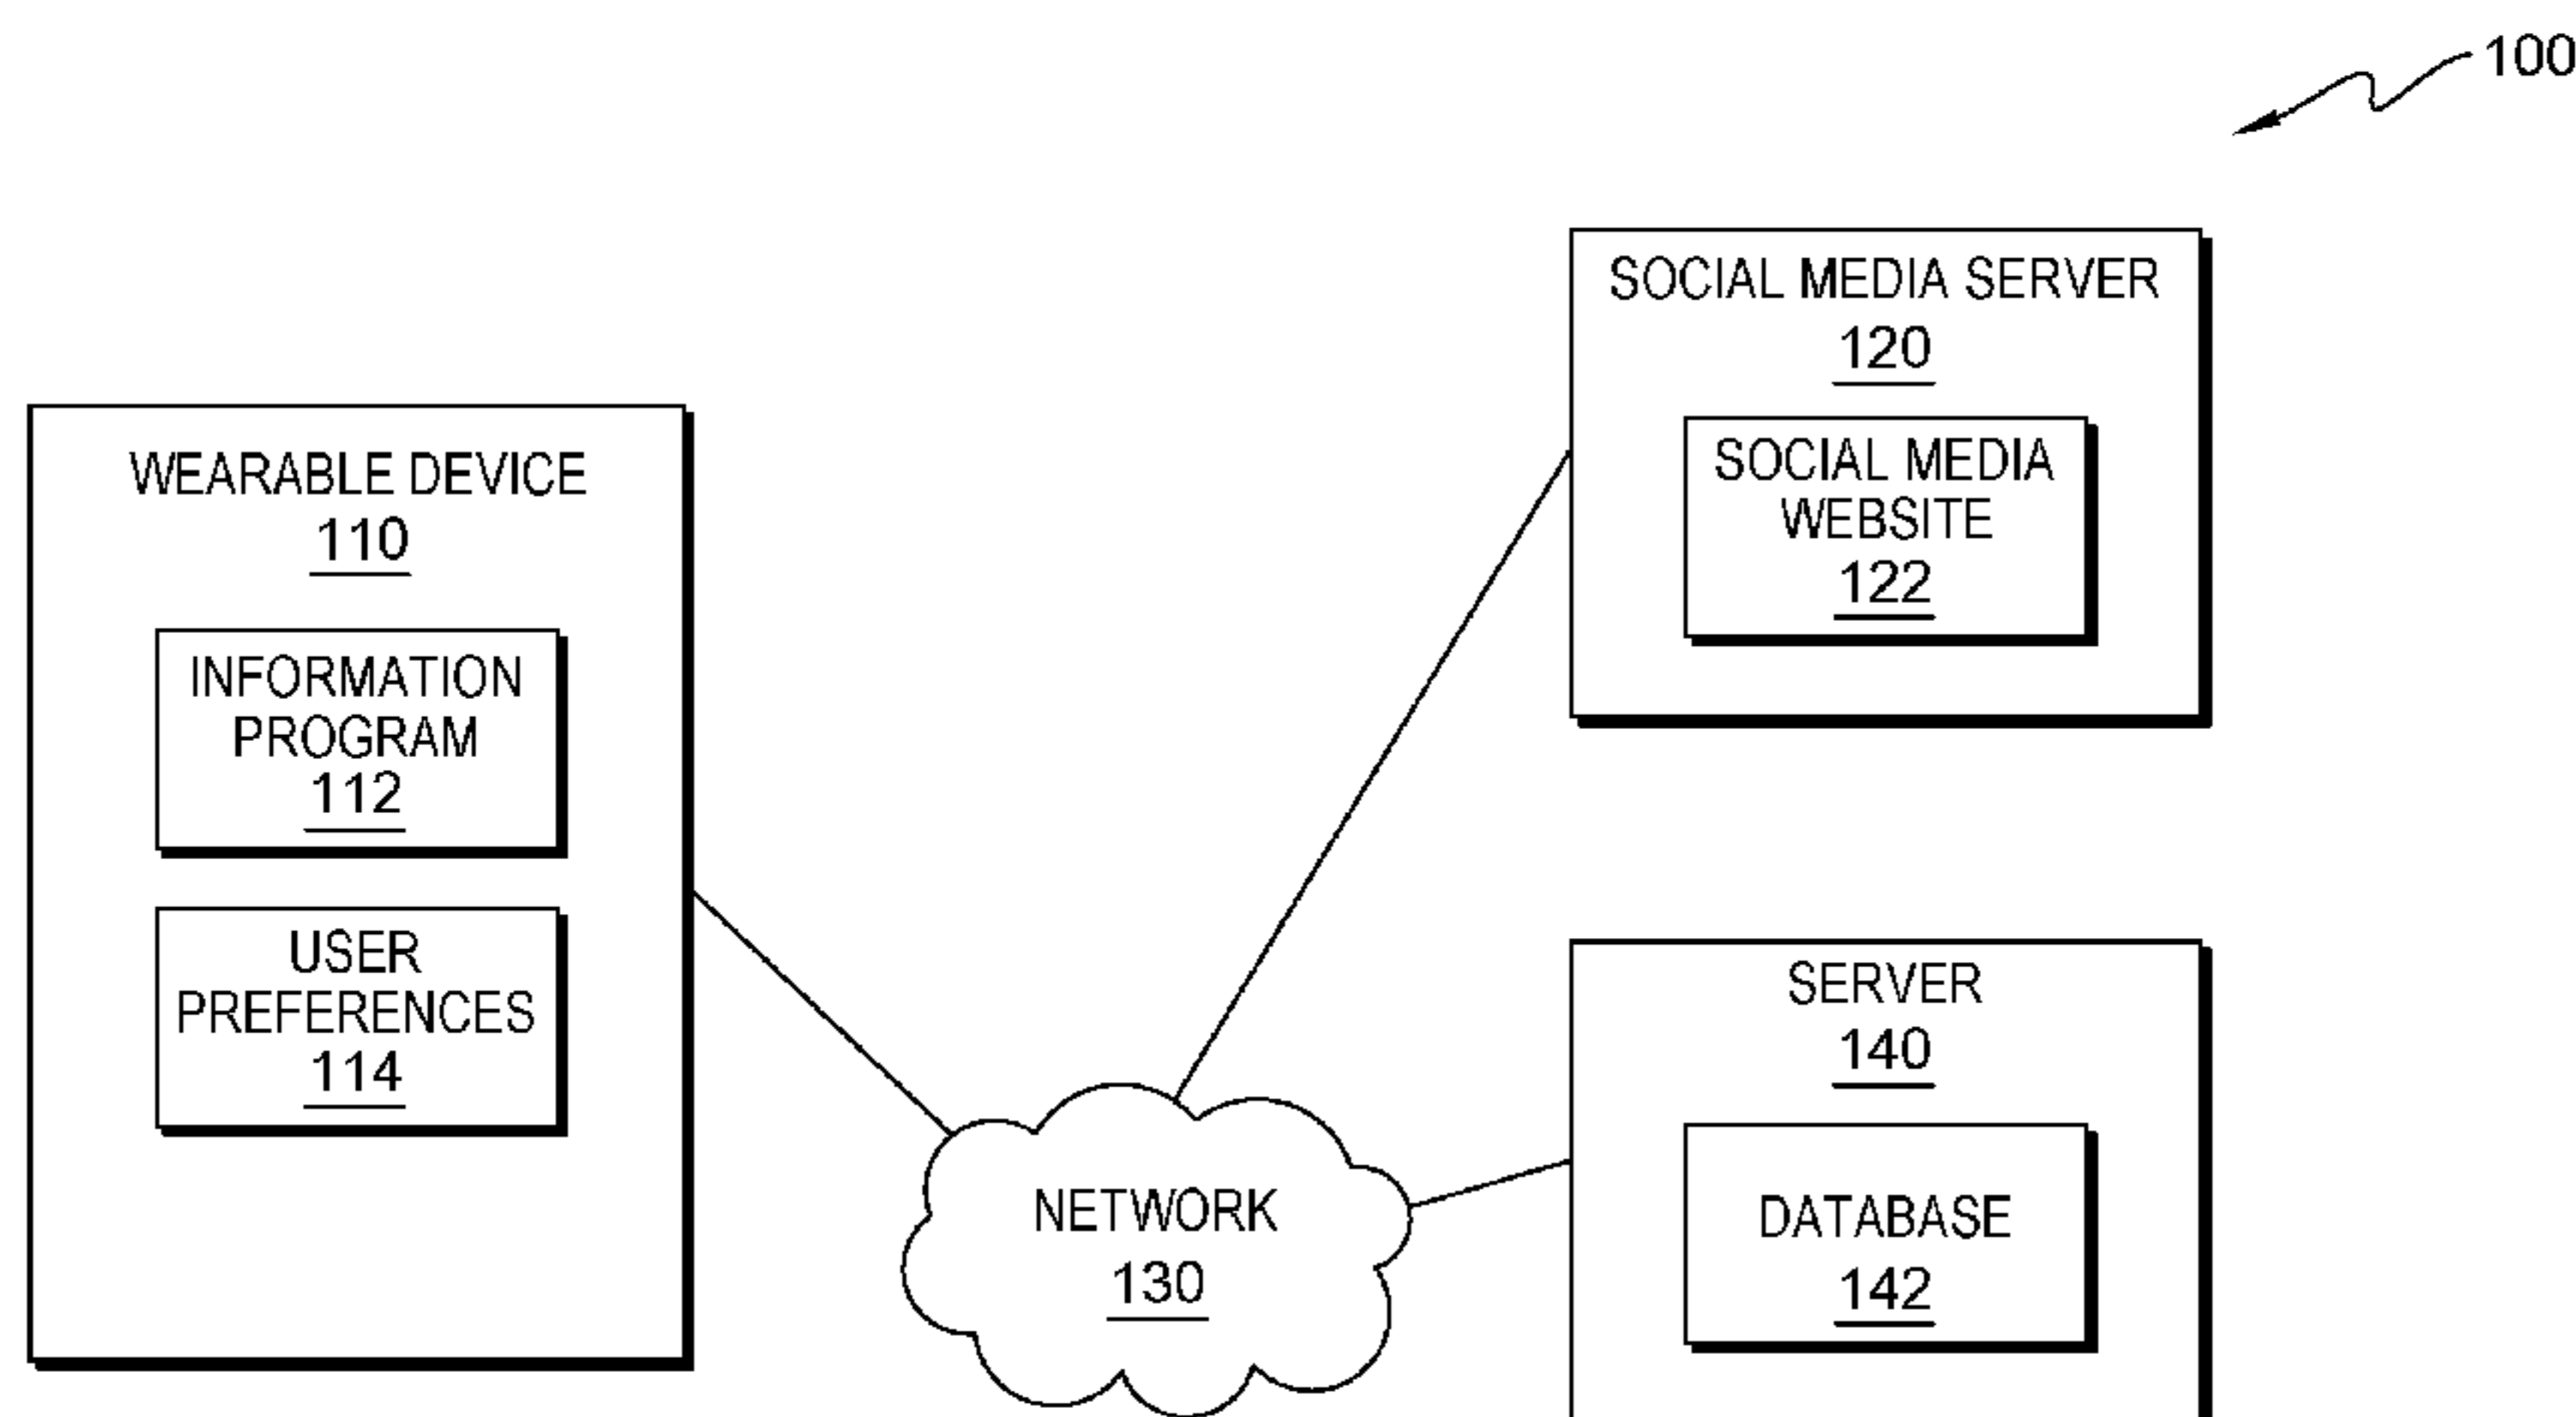 100
SOCIAL MEDIA SERVER
120
SOCIAL MEDIA
WEBSITE
122
WEARABLE DEVICE
110
INFORMATION
PROGRAM
112
USER
PREFERENCES
114
NETWORK
130
SERVER
140
DATABASE
142